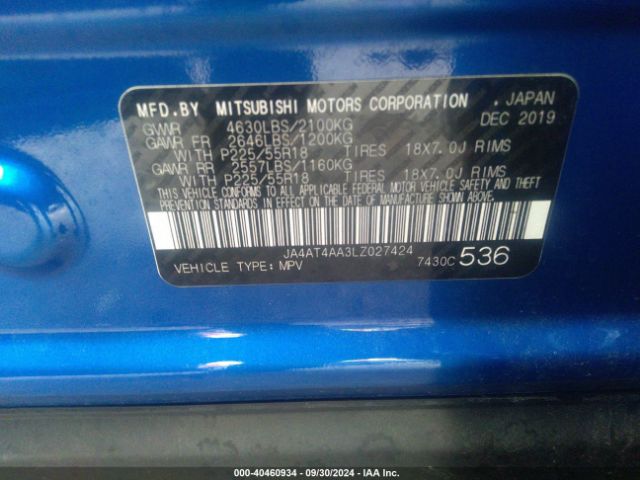 MFD.BY MITSUBISHI MOTORS CORPORATION . JAPAN
DEC 2019
GVWR 4630LBS/2100KG
GAWR FR 2646LBS/1200KG
WITH P225/55R18 TIRES 18X7.0J RIMS
GAWR RR 2557LBS/1160KG
WITH P225/55R18 TIRES 18X7.0J RIMS
THIS VEHICLE CONFORMS TO ALL APPLICABLE FEDERAL MOTOR VEHICLE SAFETY AND THEFT
PREVENTION STANDARDS IN EFFECT ON THE DATE OF MANUFACTURE SHOWN ABOVE.
JA4AT4AA3LZ027424
VEHICLE TYPE: MPV 7430C 536
000-40460934 / 09/30/2024 - IAA Inc.